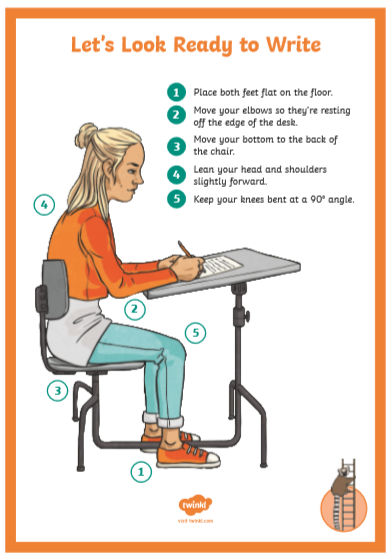 Let's Look Ready to Write
1 Place both feet flat on the floor.
2 Move your elbows so they're resting
off the edge of the desk.
3 Move your bottom to the back of
the chair.
4 Lean your head and shoulders
slightly forward.
5 Keep your knees bent at a 90° angle.
4
2
5
3
1
twinkl
visit twinkl.com